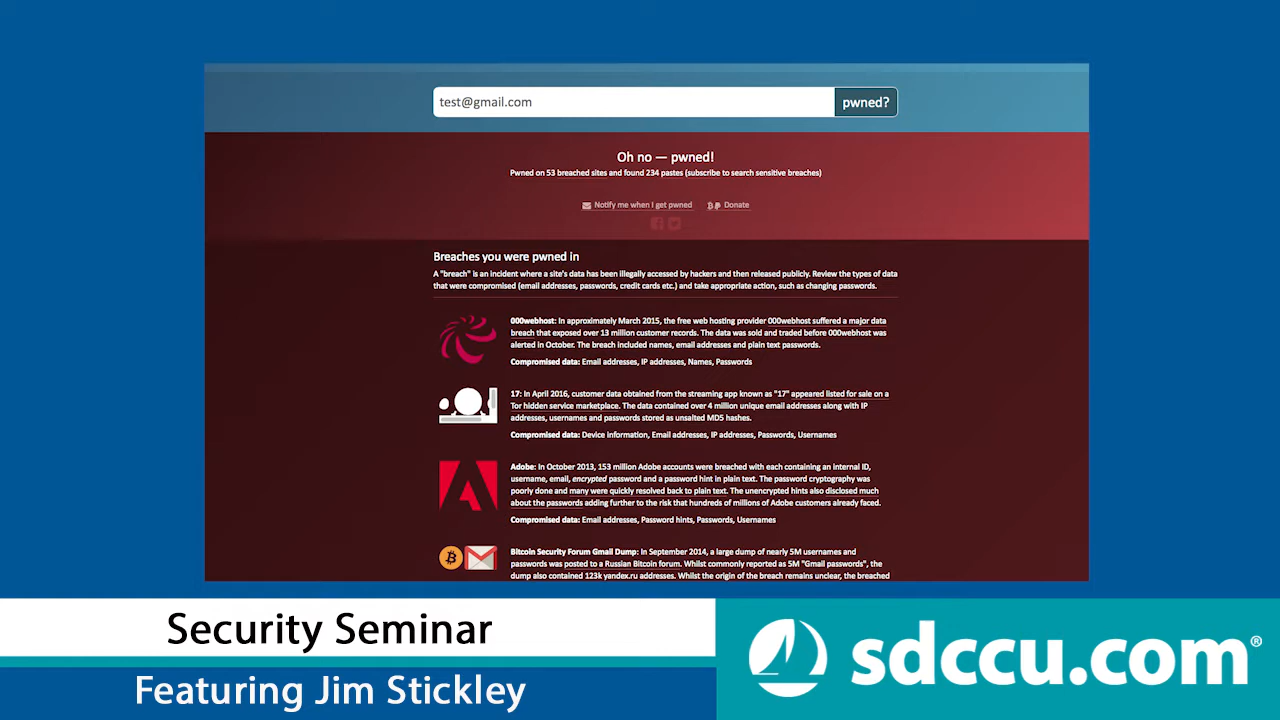 test@gmail.com pwned?
Oh no — pwned!
Pwned on 53 breached sites and found 234 pastes (subscribe to search sensitive breaches)
Notify me when I get pwned Donate
Breaches you were pwned in
A "breach" is an incident where a site's data has been illegally accessed by hackers and then released publicly. Review the types of data
that were compromised (email addresses, passwords, credit cards etc.) and take appropriate action, such as changing passwords.
000webhost: In approximately March 2015, the free web hosting provider 000webhost suffered a major data
breach that exposed over 13 million customer records. The data was sold and traded before 000webhost was
alerted in October. The breach included names, email addresses and plain text passwords.
Compromised data: Email addresses, IP addresses, Names, Passwords
17: In April 2016, customer data obtained from the streaming app known as "17" appeared listed for sale on a
Tor hidden service marketplace. The data contained over 4 million unique email addresses along with IP
addresses, usernames and passwords stored as unsalted MD5 hashes.
Compromised data: Device information, Email addresses, IP addresses, Passwords, Usernames
Adobe: In October 2013, 153 million Adobe accounts were breached with each containing an internal ID,
username, email, encrypted password and a password hint in plain text. The password cryptography was
poorly done and many were quickly resolved back to plain text. The unencrypted hints also disclosed much
about the passwords adding further to the risk that hundreds of millions of Adobe customers already faced.
Compromised data: Email addresses, Password hints, Passwords, Usernames
Bitcoin Security Forum Gmail Dump: In September 2014, a large dump of nearly 5M usernames and
passwords was posted to a Russian Bitcoin forum. Whilst commonly reported as 5M "Gmail passwords", the
dump also contained 123k yandex.ru addresses. Whilst the origin of the breach remains unclear, the breached
Security Seminar
Featuring Jim Stickley
sdccu.com®